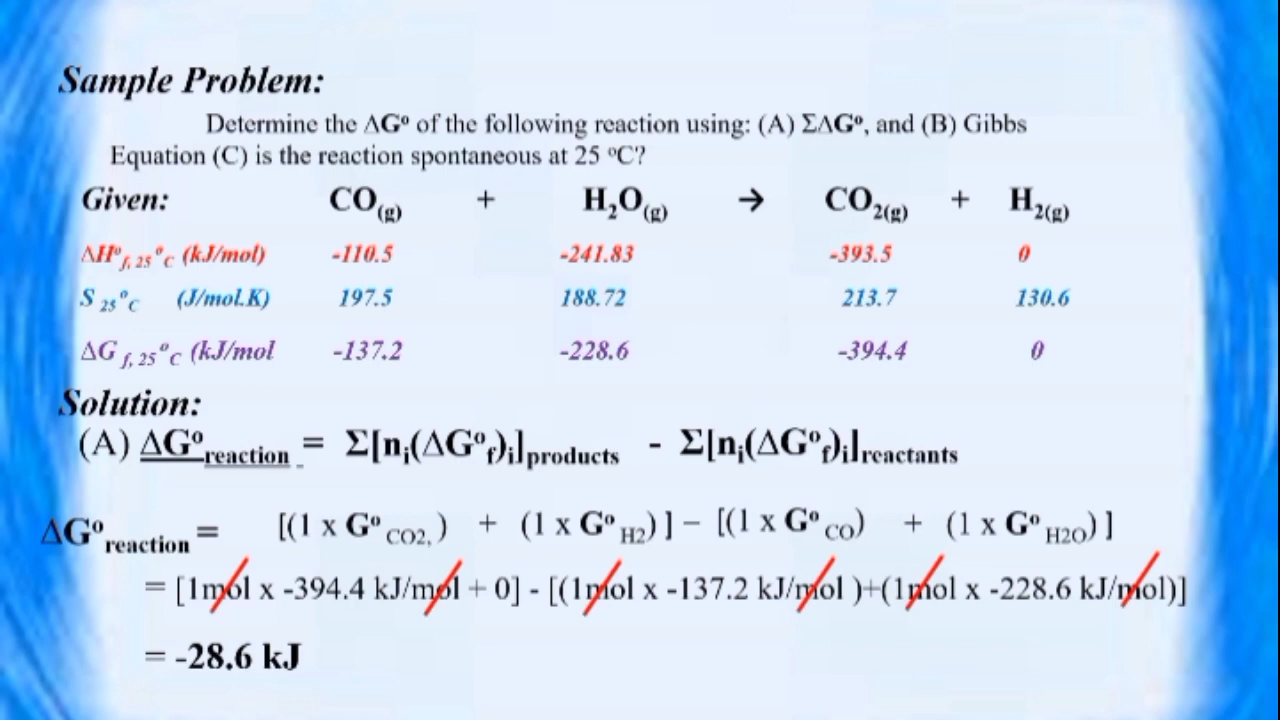 Sample Problem:
Determine the ΔG° of the following reaction using: (A) ΣΔG°, and (B) Gibbs
Equation (C) is the reaction spontaneous at 25 °C?
Given: CO(g) + H₂O(g) → CO₂(g) + H₂(g)
ΔH°f, 25°C (kJ/mol) -110.5 -241.83 -393.5 0
S 25°C (J/mol.K) 197.5 188.72 213.7 130.6
ΔG f, 25°C (kJ/mol -137.2 -228.6 -394.4 0
Solution:
(A) ΔG°reaction = Σ[nᵢ(ΔG°f)ᵢ]products - Σ[nᵢ(ΔG°f)ᵢ]reactants
ΔG°reaction = [(1 x G° CO2, ) + (1 x G° H2)] – [(1 x G° CO) + (1 x G° H2O)]
= [1mol x -394.4 kJ/mol + 0] - [(1mol x -137.2 kJ/mol )+(1mol x -228.6 kJ/mol)]
= -28.6 kJ